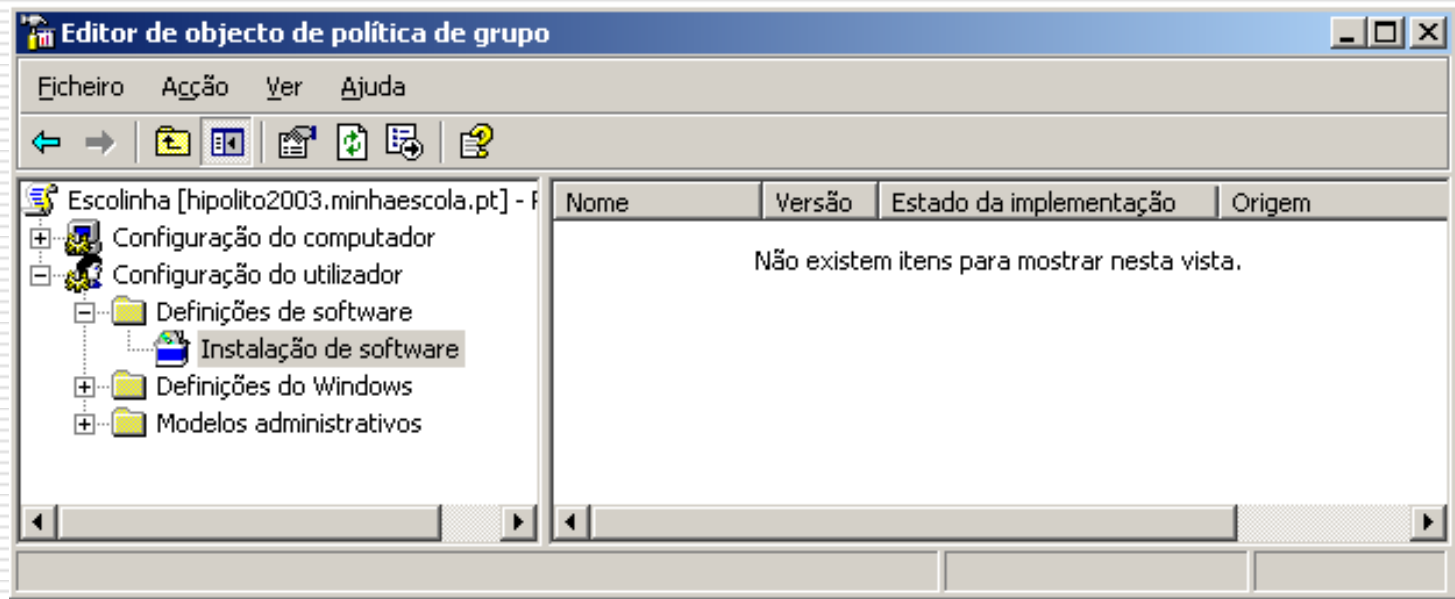 Editor de objecto de política de grupo
Ficheiro Acção Ver Ajuda
Escolinha [hipolito2003.minhaescola.pt] -
Configuração do computador
Configuração do utilizador
Definições de software
Instalação de software
Definições do Windows
Modelos administrativos
Nome Versão Estado da implementação Origem
Não existem itens para mostrar nesta vista.